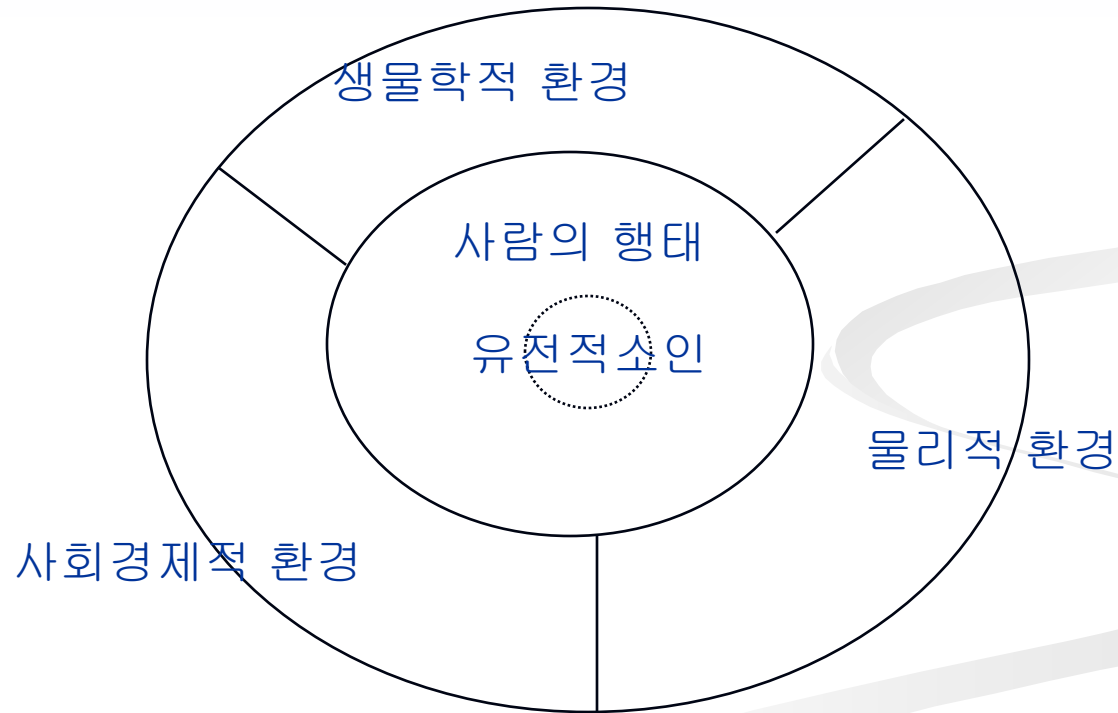 생물학적 환경
사람의 행태
유전적소인
물리적 환경
사회경제적 환경